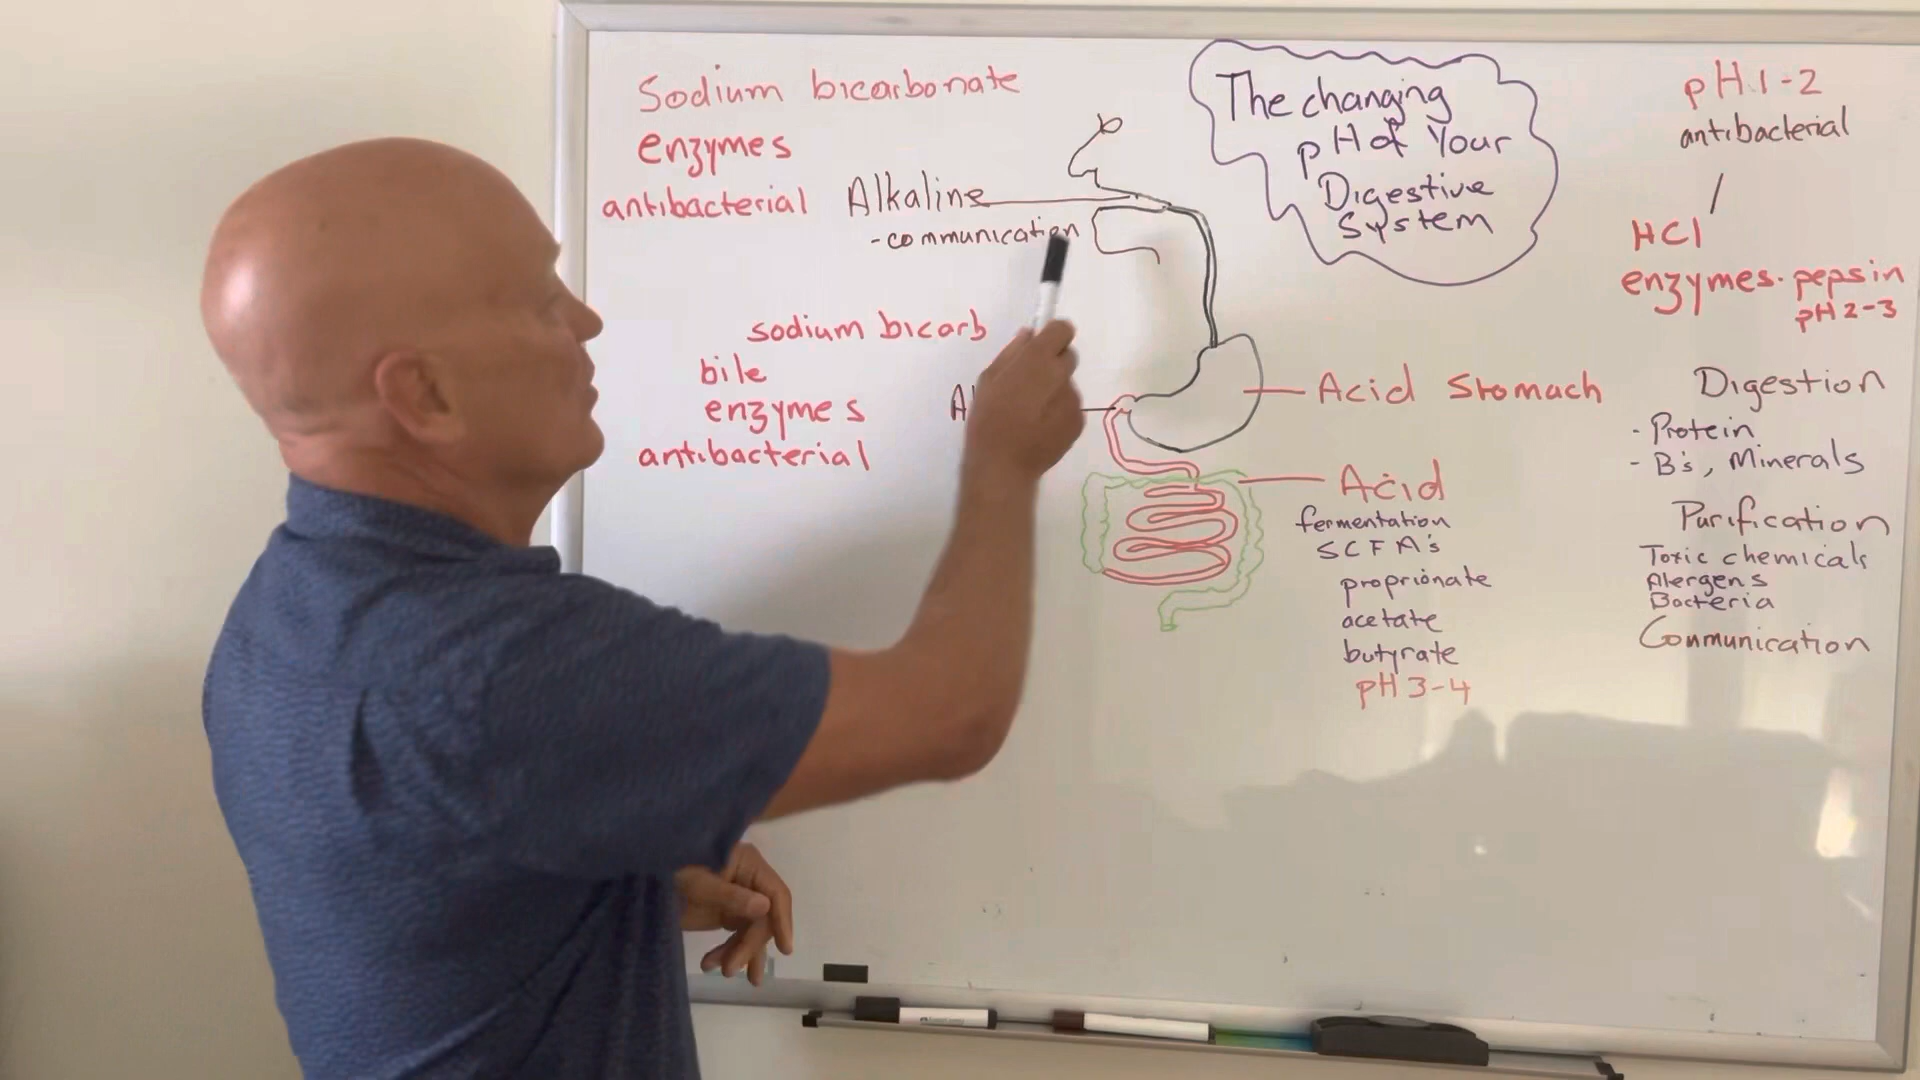 Sodium bicarbonate
enzymes
antibacterial
Alkaline
-communication
sodium bicarb
bile
enzymes
antibacterial
The changing
pH of Your
Digestive
System
Acid Stomach
Acid
fermentation
SCFA's
proprionate
acetate
butyrate
pH 3-4
pH 1-2
antibacterial
HCl
enzymes. pepsin
pH 2-3
Digestion
- Protein
- B's, Minerals
Purification
Toxic chemicals
Alergens
Bacteria
Communication